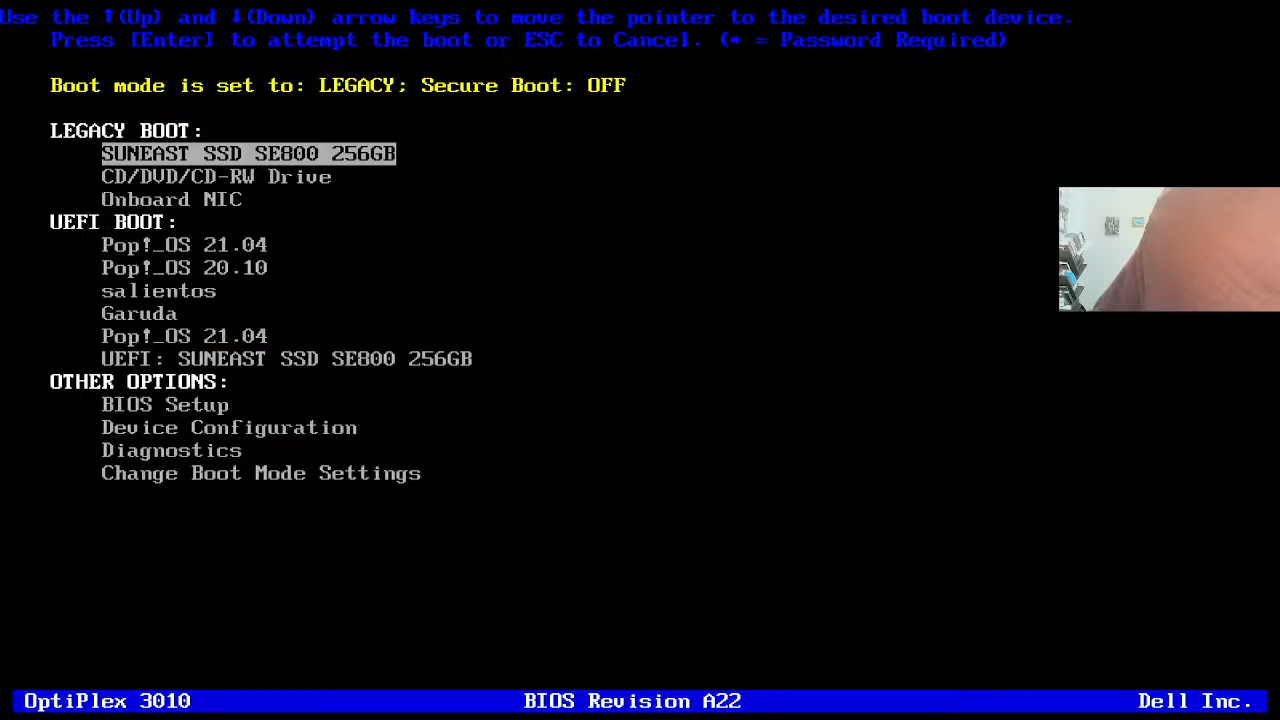 Use the ↑(Up) and ↓(Down) arrow keys to move the pointer to the desired boot device.
Press [Enter] to attempt the boot or ESC to Cancel. (* = Password Required)
Boot mode is set to: LEGACY; Secure Boot: OFF
LEGACY BOOT:
SUNEAST SSD SE800 256GB
CD/DVD/CD-RW Drive
Onboard NIC
UEFI BOOT:
Pop!_OS 21.04
Pop!_OS 20.10
salientos
Garuda
Pop!_OS 21.04
UEFI: SUNEAST SSD SE800 256GB
OTHER OPTIONS:
BIOS Setup
Device Configuration
Diagnostics
Change Boot Mode Settings
OptiPlex 3010 BIOS Revision A22 Dell Inc.